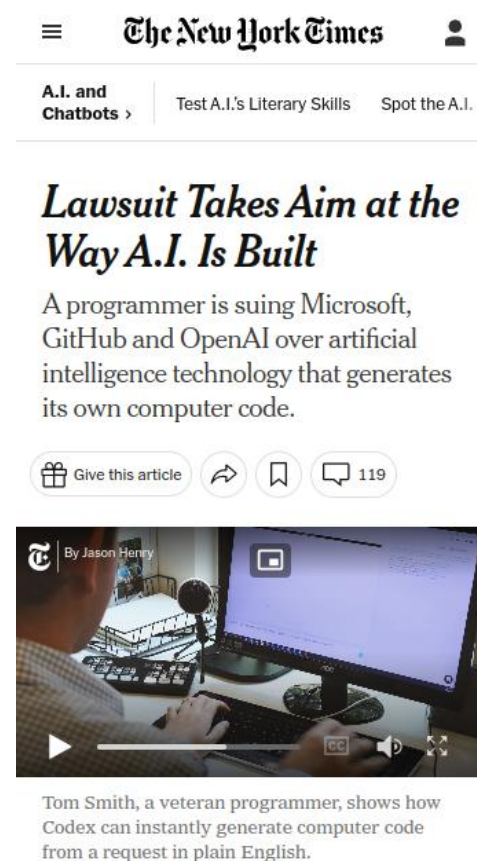 The New York Times
A.I. and
Chatbots >
Test A.I.'s Literary Skills
Spot the A.I.
Lawsuit Takes Aim at the
Way A.I. Is Built
A programmer is suing Microsoft,
GitHub and OpenAI over artificial
intelligence technology that generates
its own computer code.
Give this article
119
T
By Jason Henry
CC
Tom Smith, a veteran programmer, shows how
Codex can instantly generate computer code
from a request in plain English.